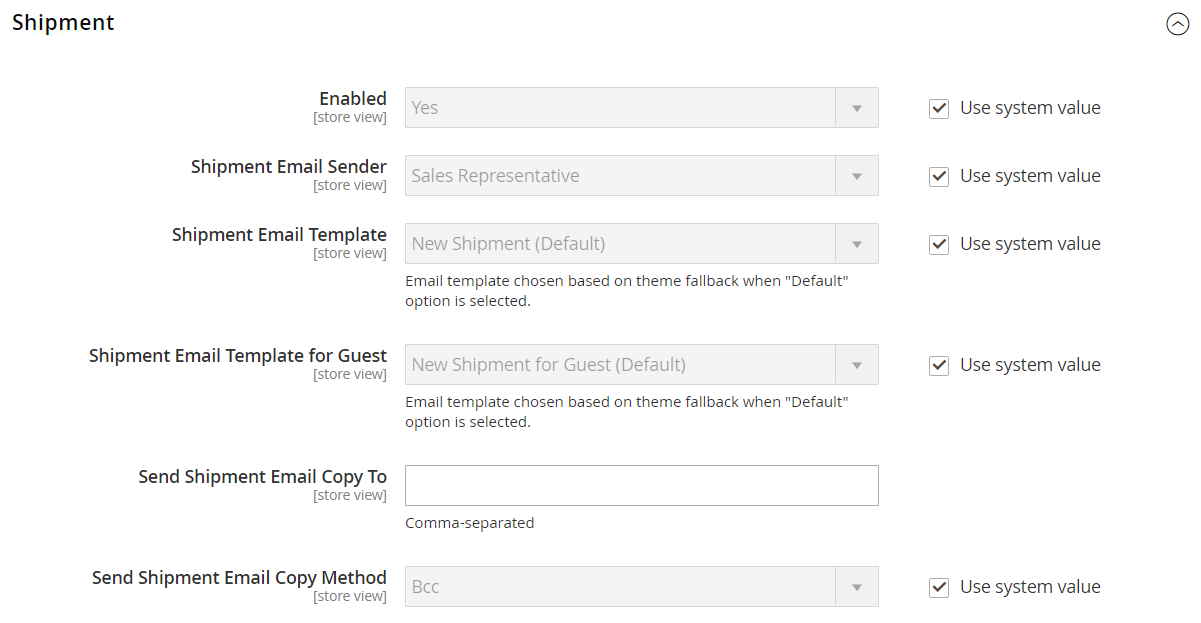 Shipment
Enabled
[store view]
Yes
Use system value
Shipment Email Sender
[store view]
Sales Representative
Use system value
Shipment Email Template
[store view]
New Shipment (Default)
Use system value
Email template chosen based on theme fallback when "Default"
option is selected.
Shipment Email Template for Guest
[store view]
New Shipment for Guest (Default)
Use system value
Email template chosen based on theme fallback when "Default"
option is selected.
Send Shipment Email Copy To
[store view]
Comma-separated
Send Shipment Email Copy Method
[store view]
Bcc
Use system value